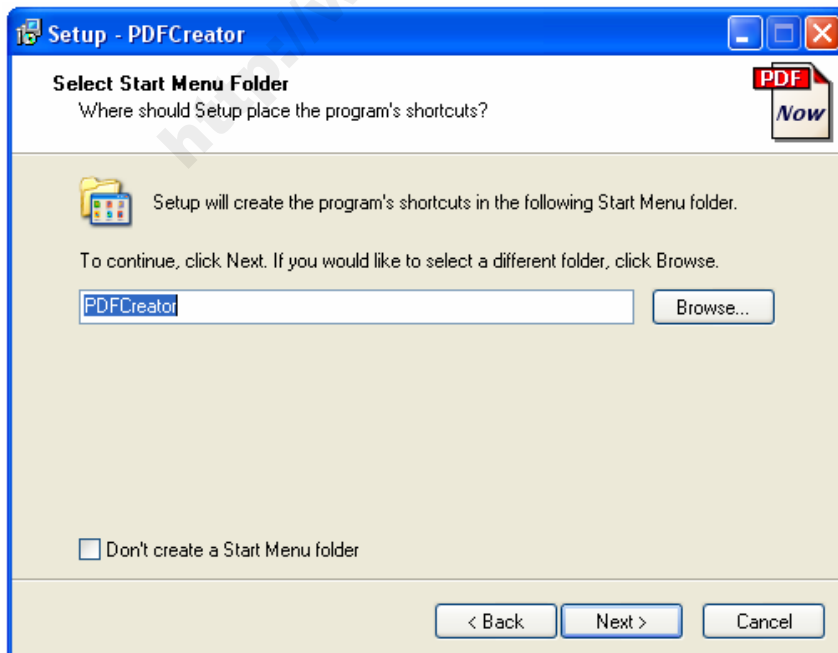 Setup - PDFCreator
Select Start Menu Folder
Where should Setup place the program's shortcuts?
PDF
Now
Setup will create the program's shortcuts in the following Start Menu folder.
To continue, click Next. If you would like to select a different folder, click Browse.
PDFCreator
Browse...
Don't create a Start Menu folder
< Back
Next >
Cancel
http://